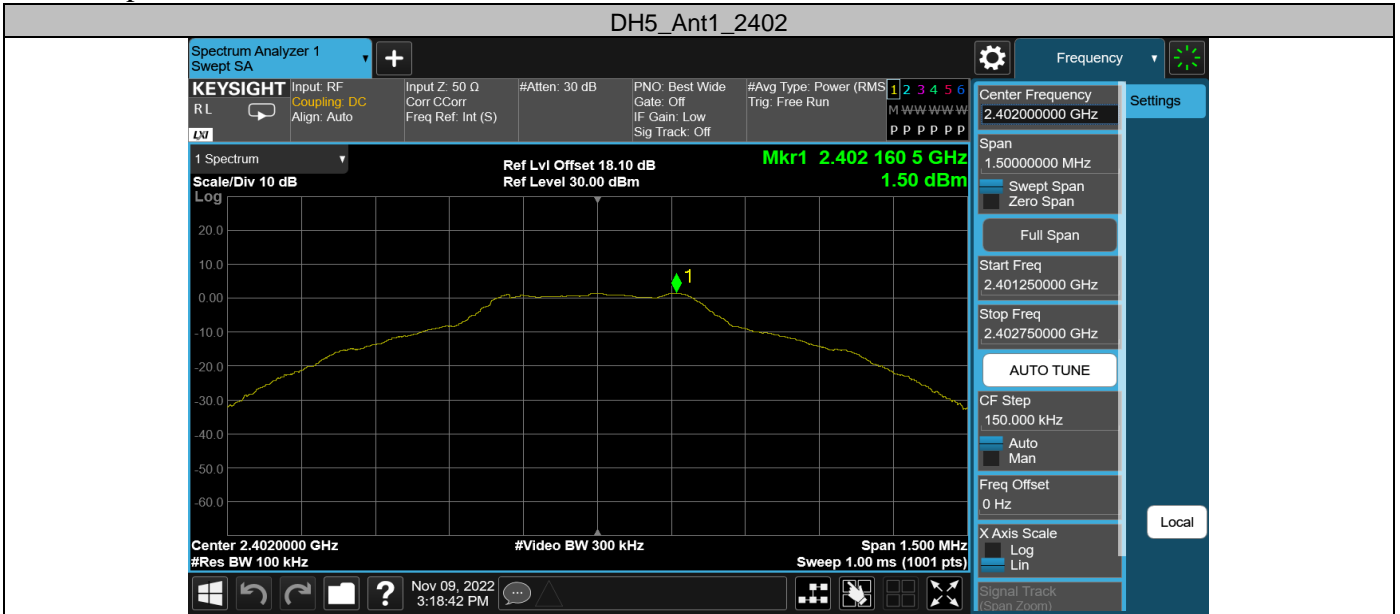 DH5_Ant1_2402
Spectrum Analyzer 1
Swept SA
+
Frequency
KEYSIGHT
RL
LXI
Input: RF
Coupling: DC
Align: Auto
Input Z: 50 Ω
Corr CCorr
Freq Ref: Int (S)
#Atten: 30 dB
PNO: Best Wide
Gate: Off
IF Gain: Low
Sig Track: Off
#Avg Type: Power (RMS
Trig: Free Run
1 2 3 4 5 6
M W W W W W
P P P P P P
1 Spectrum
Scale/Div 10 dB
Log
Ref Lvl Offset 18.10 dB
Ref Level 30.00 dBm
Mkr1 2.402 160 5 GHz
1.50 dBm
20.0
10.0
0.00
-10.0
-20.0
-30.0
-40.0
-50.0
-60.0
1
Center 2.4020000 GHz
#Res BW 100 kHz
#Video BW 300 kHz
Span 1.500 MHz
Sweep 1.00 ms (1001 pts)
Nov 09, 2022
3:18:42 PM
?
Center Frequency
2.402000000 GHz
Span
1.50000000 MHz
Swept Span
Zero Span
Full Span
Start Freq
2.401250000 GHz
Stop Freq
2.402750000 GHz
AUTO TUNE
CF Step
150.000 kHz
Auto
Man
Freq Offset
0 Hz
X Axis Scale
Log
Lin
Signal Track
(Span Zoom)
Settings
Local